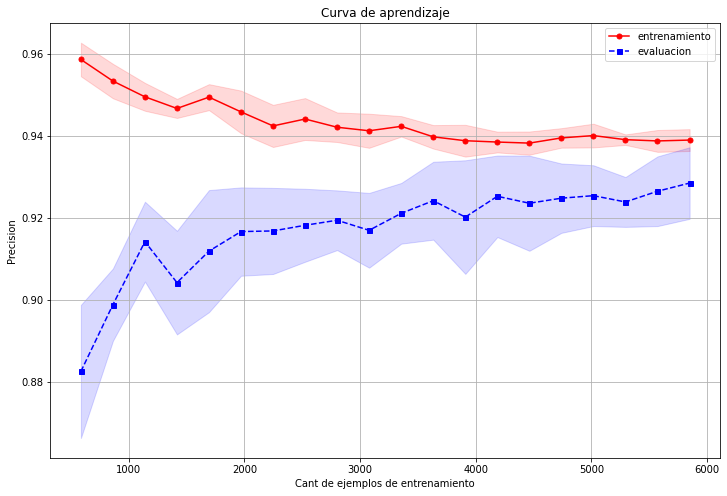 Curva de aprendizaje
entrenamiento
evaluacion
Precision
0.96
0.94
0.92
0.90
0.88
1000
2000
3000
4000
5000
6000
Cant de ejemplos de entrenamiento